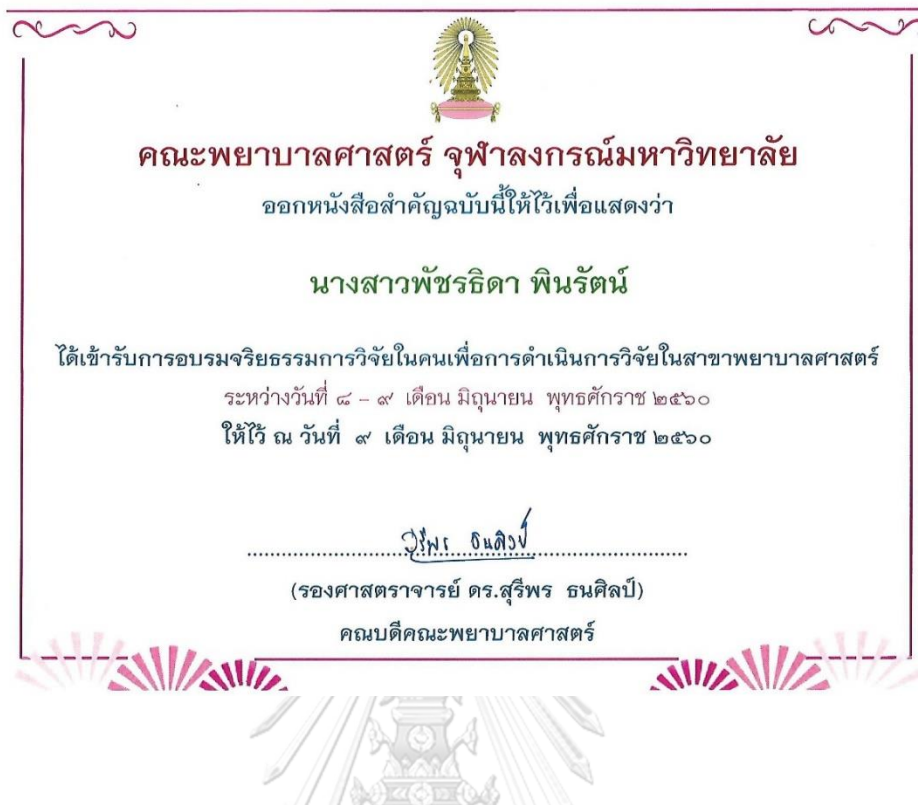 คณะพยาบาลศาสตร์ จุฬาลงกรณ์มหาวิทยาลัย
ออกหนังสือสำคัญฉบับนี้ให้ไว้เพื่อแสดงว่า
นางสาวพัชรธิดา พินรัตน์
ได้เข้ารับการอบรมจริยธรรมการวิจัยในคนเพื่อการดำเนินการวิจัยในสาขาพยาบาลศาสตร์
ระหว่างวันที่ ๘ – ๙ เดือน มิถุนายน พุทธศักราช ๒๕๖๐
ให้ไว้ ณ วันที่ ๙ เดือน มิถุนายน พุทธศักราช ๒๕๖๐
สุรีพร ธนศิลป์
(รองศาสตราจารย์ ดร.สุรีพร ธนศิลป์)
คณบดีคณะพยาบาลศาสตร์